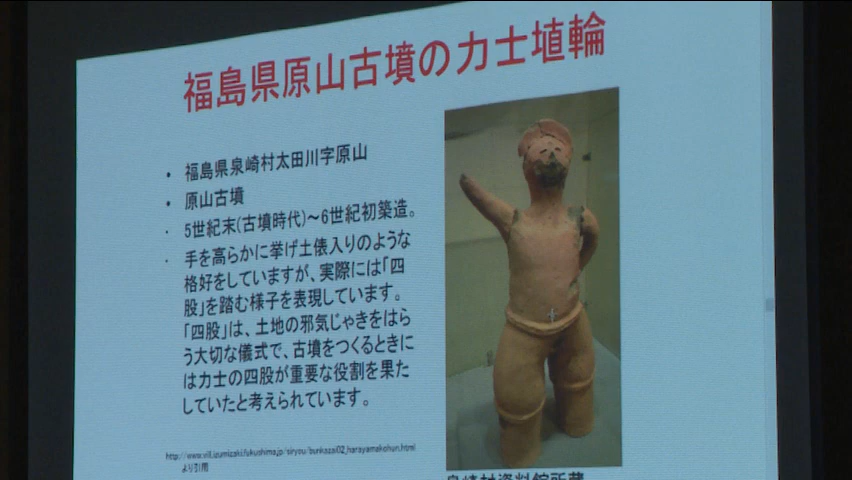 福島県原山古墳の力士埴輪
• 福島県泉崎村太田川字原山
• 原山古墳
• 5世紀末(古墳時代)～6世紀初築造。
• 手を高らかに挙げ土俵入りのような
格好をしていますが、実際には「四
股」を踏む様子を表現しています。
「四股」は、土地の邪気じゃきをはら
う大切な儀式で、古墳をつくるときに
は力士の四股が重要な役割を果た
していたと考えられています。
http://www.vill.izumizaki.fukushima.jp/siryou/bunkazai02_harayamakohun.html
より引用
泉崎村資料館所蔵